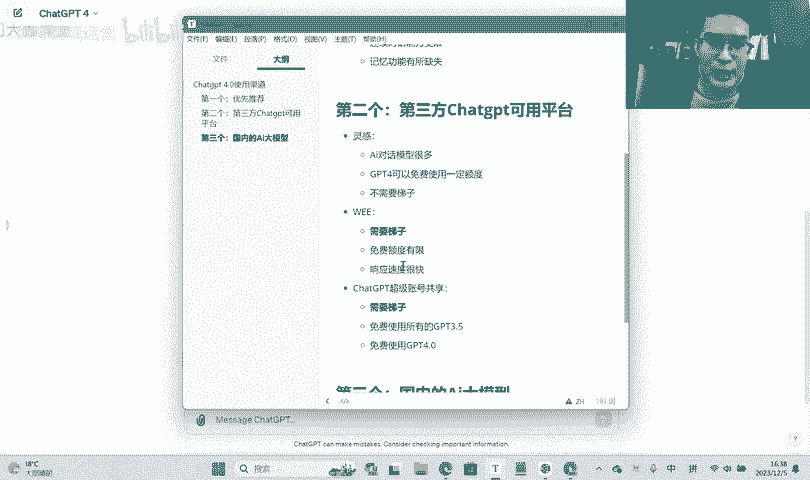 ChatGPT 4
bilibili
文件(F) 编辑(E) 段落(P) 格式(O) 视图(V) 主题(T) 帮助(H)
文件 大纲
Chatgpt 4.0使用渠道
第一个：优先推荐
第二个：第三方Chatgpt可用平台
第三个：国内的Ai大模型
记忆功能有所缺失
第二个：第三方Chatgpt可用平台
灵感：
Ai对话模型很多
GPT4可以免费使用一定额度
不需要梯子
WEE：
需要梯子
免费额度有限
响应速度很快
ChatGPT超级账号共享：
需要梯子
免费使用所有的GPT3.5
免费使用GPT4.0
第三个：国内的Ai大模型
ZH 193 词
Message ChatGPT...
ChatGPT can make mistakes. Consider checking important information.
18°C
大部晴朗
搜索
中 拼
16:38
2023/12/5